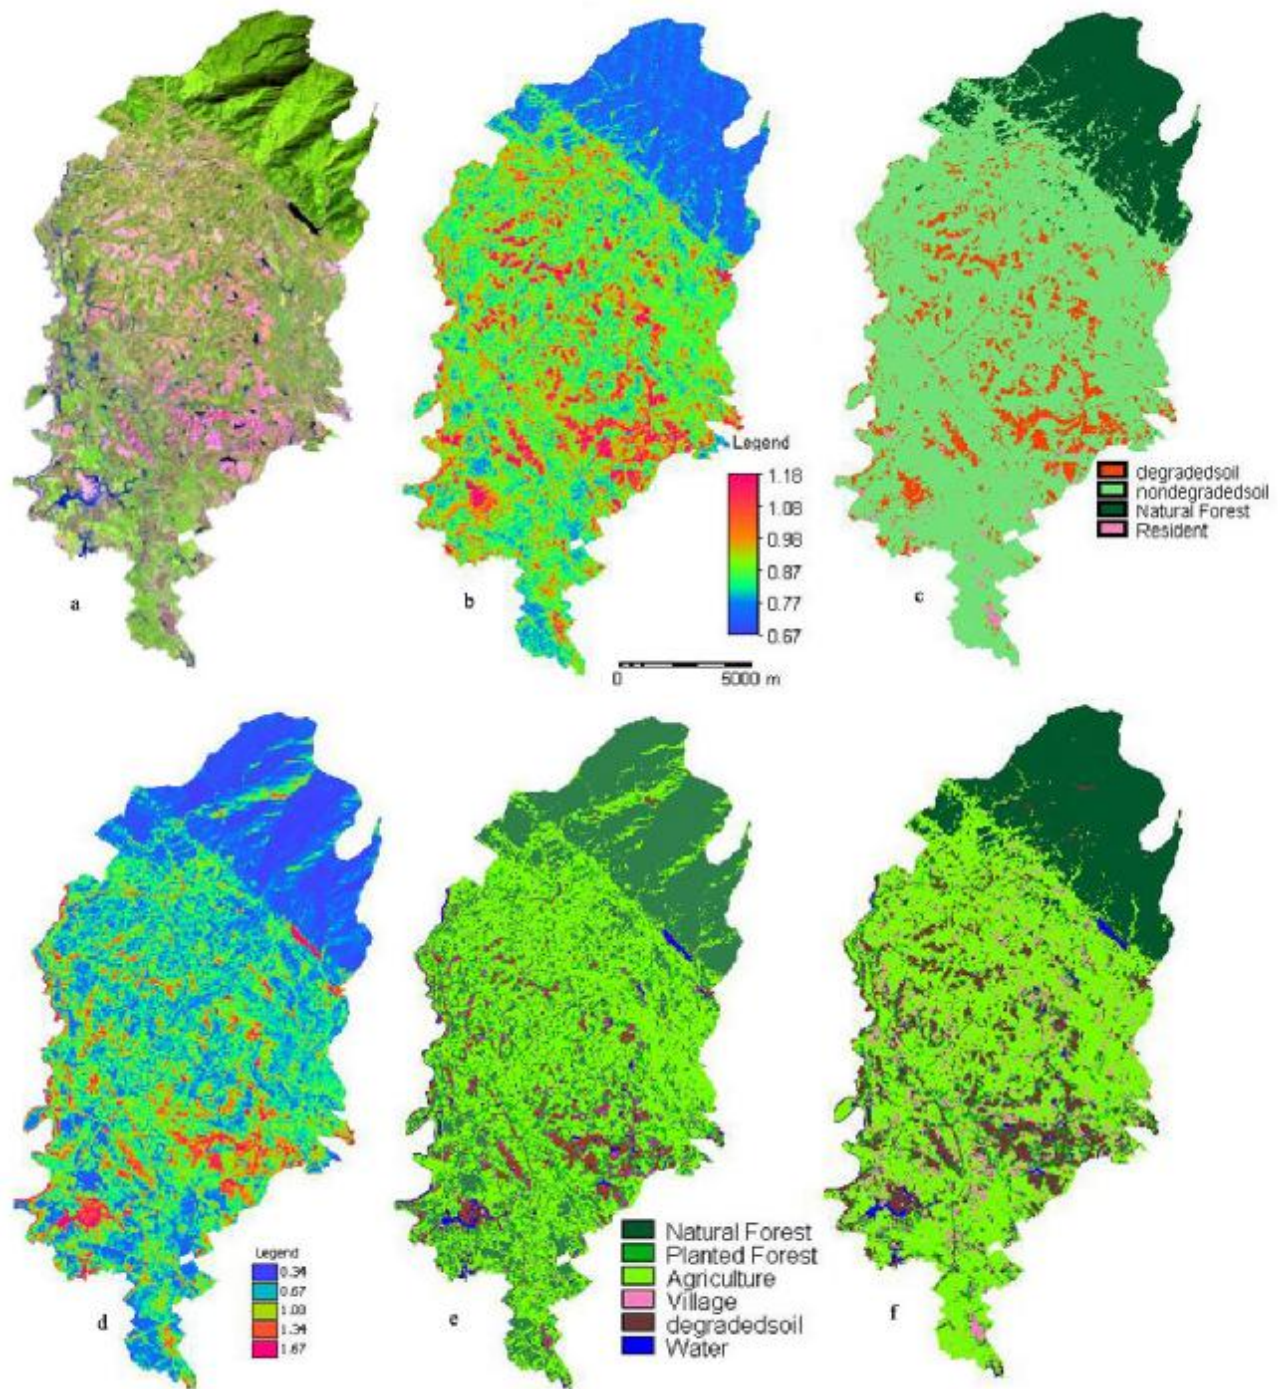 Legend
1.18
1.08
0.98
0.87
0.77
0.67
degradedsoil
nondegradedsoil
Natural Forest
Resident
a
b
c
0
5000 m
Legend
0.34
0.67
1.03
1.34
1.67
Natural Forest
Planted Forest
Agriculture
Village
degradedsoil
Water
d
e
f